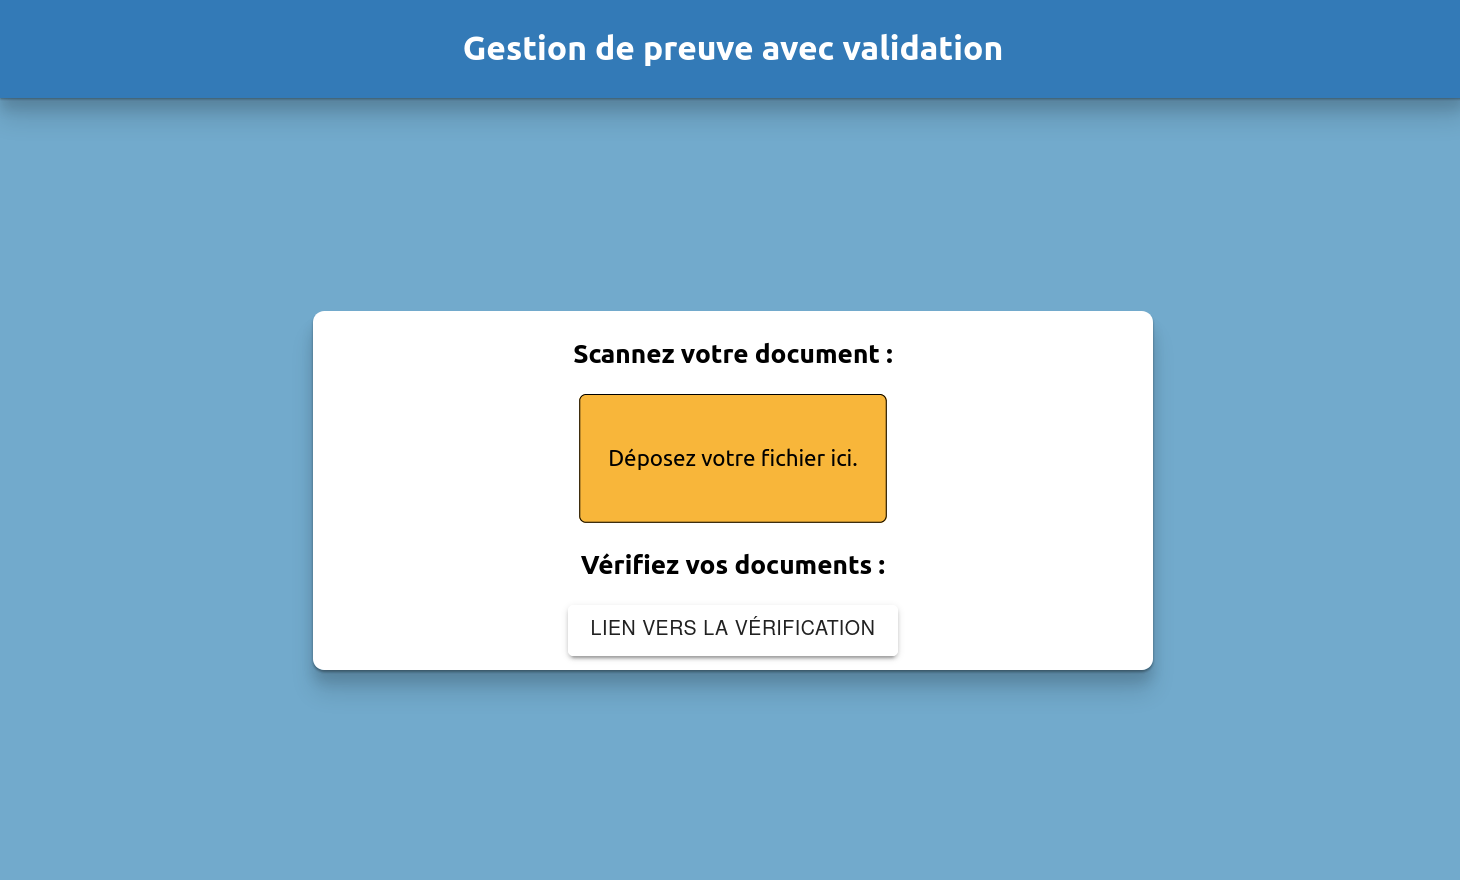 Gestion de preuve avec validation
Scannez votre document :
Déposez votre fichier ici.
Vérifiez vos documents :
LIEN VERS LA VÉRIFICATION